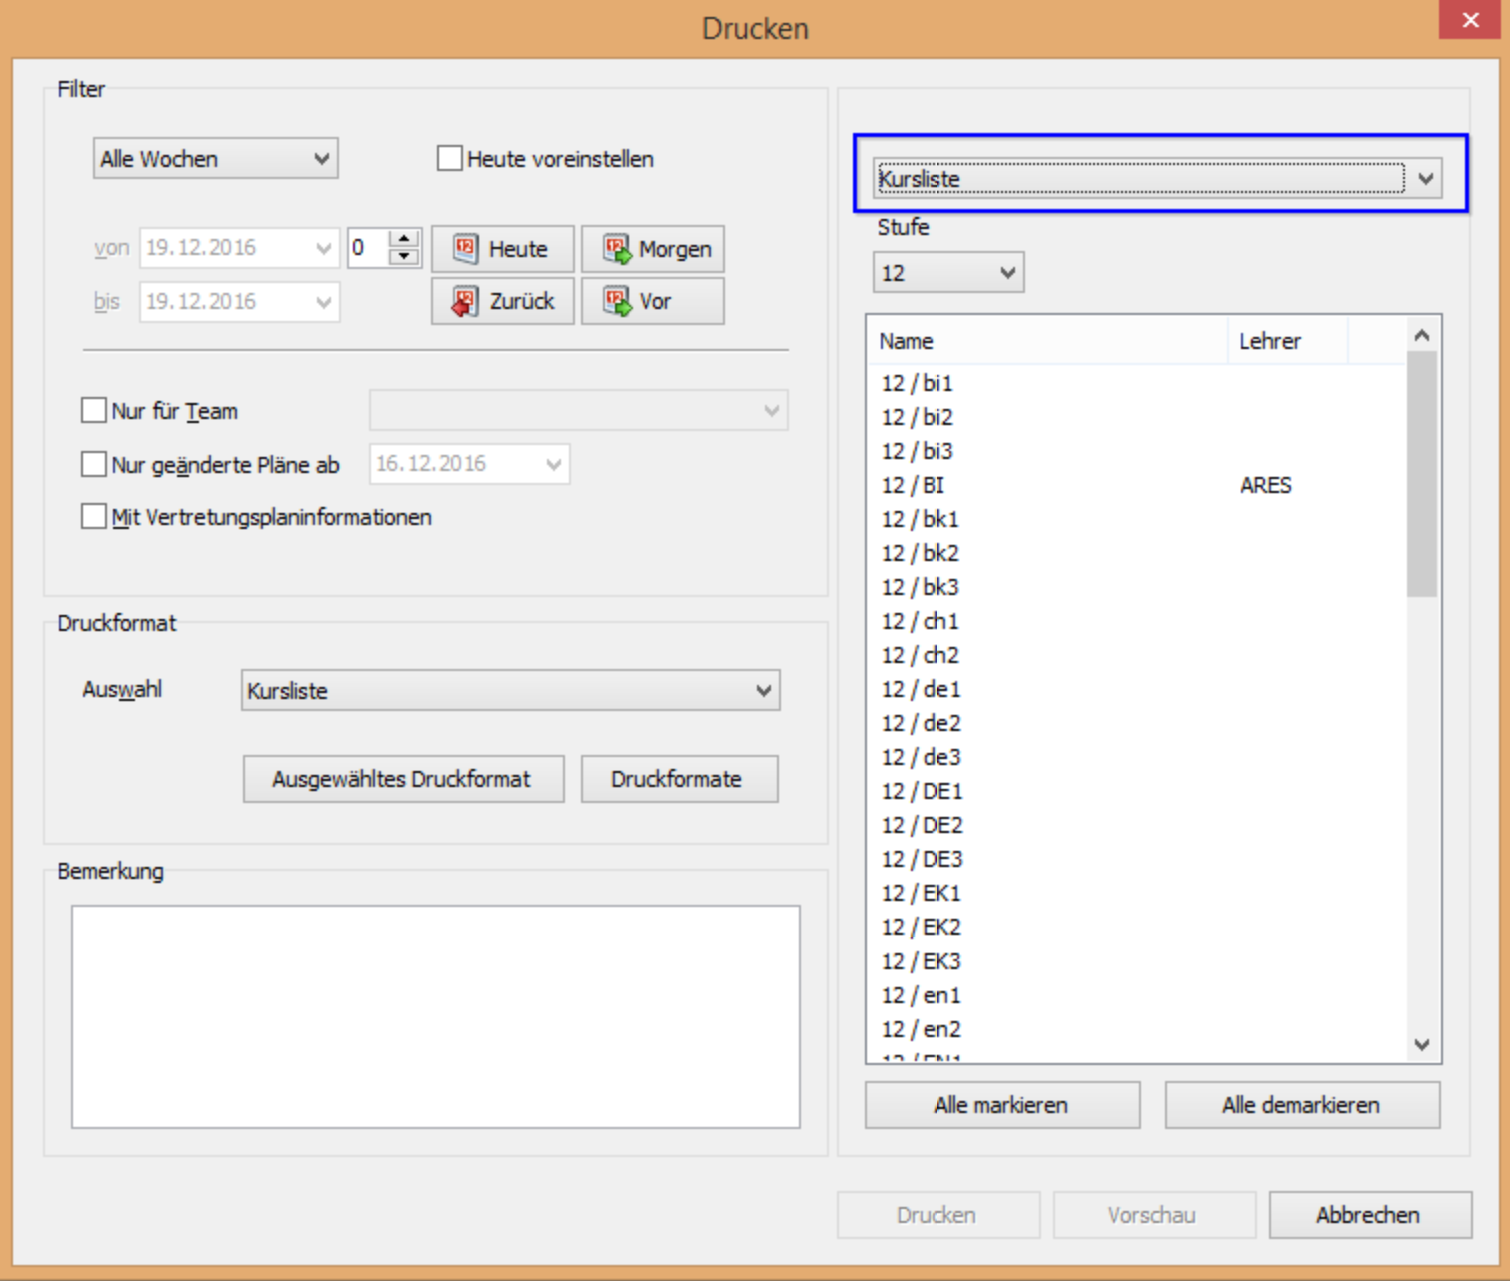 Drucken
Filter
Alle Wochen
Heute voreinstellen
von 19.12.2016 0 Heute Morgen
bis 19.12.2016 Zurück Vor
Nur für Team
Nur geänderte Pläne ab 16.12.2016
Mit Vertretungsplaninformationen
Druckformat
Auswahl Kursliste
Ausgewähltes Druckformat Druckformate
Bemerkung
Kursliste
Stufe
12
Name Lehrer
12 / bi1
12 / bi2
12 / bi3
12 / BI ARES
12 / bk1
12 / bk2
12 / bk3
12 / ch1
12 / ch2
12 / de1
12 / de2
12 / de3
12 / DE1
12 / DE2
12 / DE3
12 / EK1
12 / EK2
12 / EK3
12 / en1
12 / en2
12 / EN1
Alle markieren Alle demarkieren
Drucken Vorschau Abbrechen